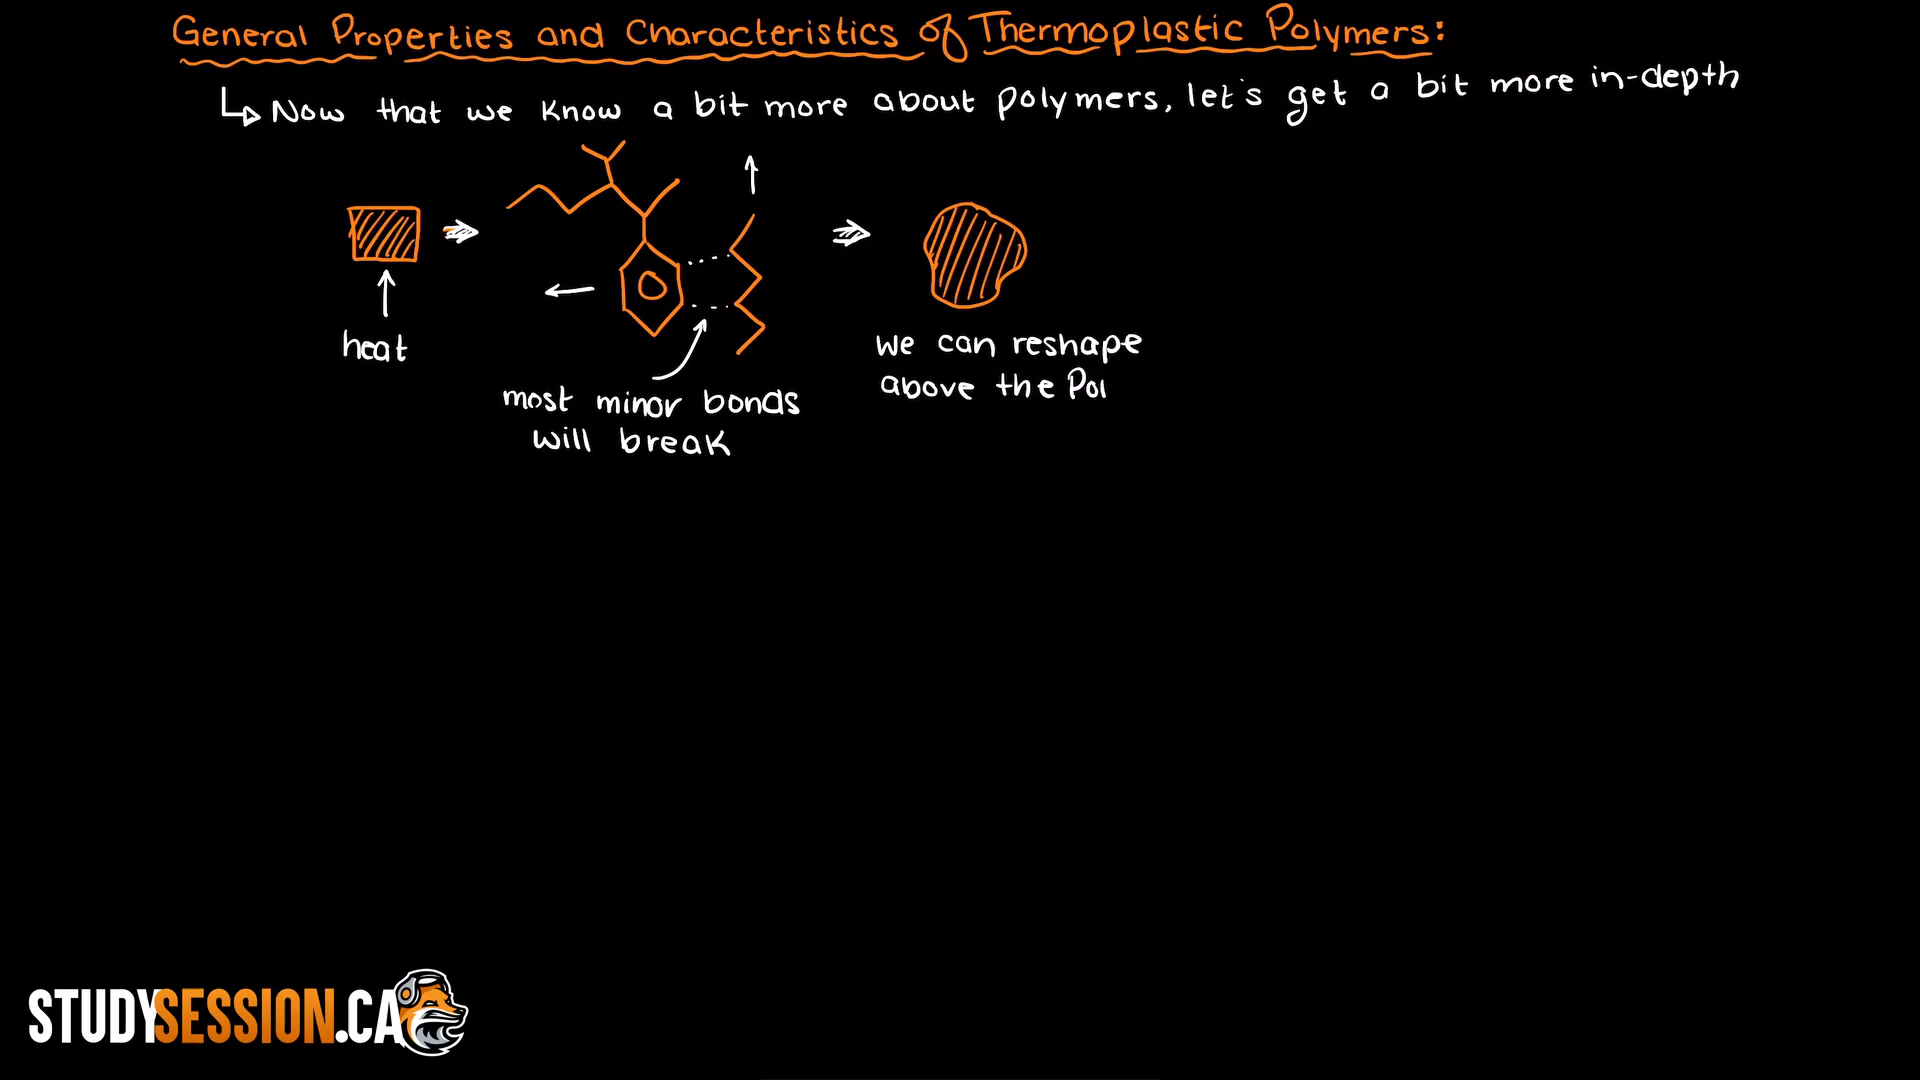 General Properties and Characteristics of Thermoplastic Polymers:
Now that we know a bit more about polymers, let's get a bit more in-depth
heat
most minor bonds
will break
we can reshape
above the Pol
STUDYSESSION.CA